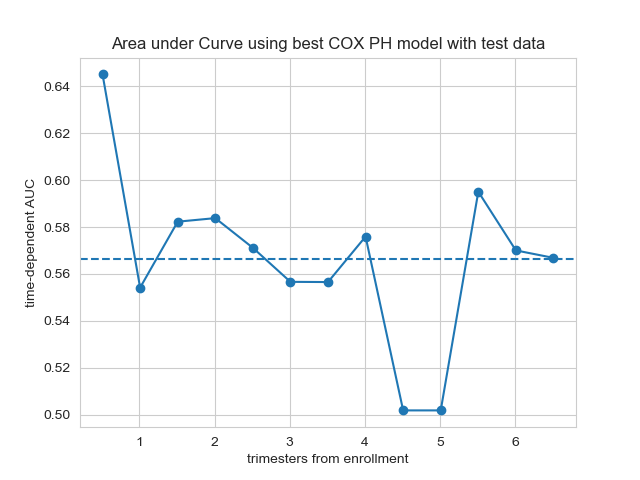 Area under Curve using best COX PH model with test data
time-dependent AUC
0.64
0.62
0.60
0.58
0.56
0.54
0.52
0.50
1 2 3 4 5 6
trimesters from enrollment